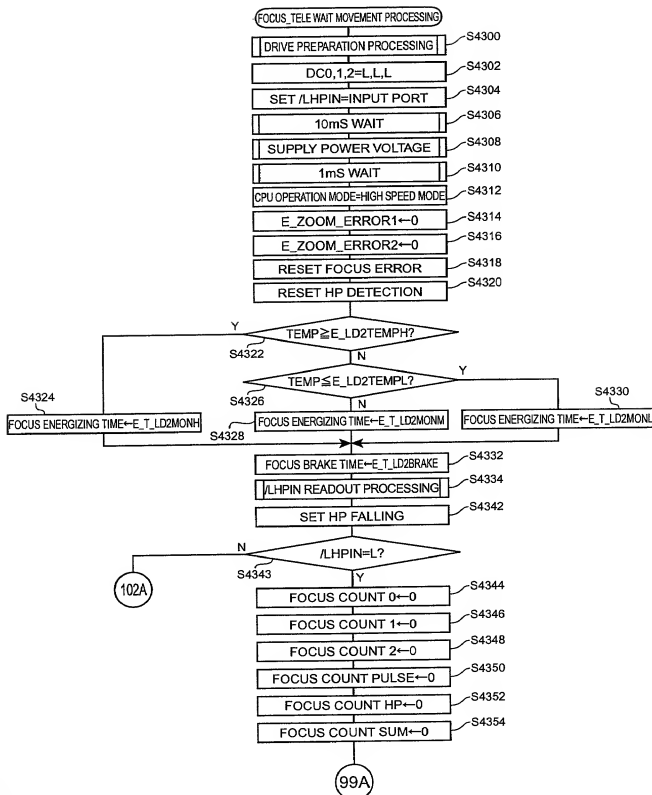 FOCUS_TELE WAIT MOVEMENT PROCESSING
DRIVE PREPARATION PROCESSING
S4300
DC0,1,2=L,L,L
S4302
SET /LHPIN=INPUT PORT
S4304
10mS WAIT
S4306
SUPPLY POWER VOLTAGE
S4308
1mS WAIT
S4310
CPU OPERATION MODE=HIGH SPEED MODE
S4312
E_ZOOM_ERROR1←0
S4314
E_ZOOM_ERROR2←0
S4316
RESET FOCUS ERROR
S4318
RESET HP DETECTION
S4320
Y
TEMP≧E_LD2TEMPH?
S4322
N
TEMP≦E_LD2TEMPL?
Y
S4326
N
S4324
FOCUS ENERGIZING TIME←E_T_LD2MONH
S4328
FOCUS ENERGIZING TIME←E_T_LD2MONM
S4330
FOCUS ENERGIZING TIME←E_T_LD2MONL
FOCUS BRAKE TIME←E_T_LD2BRAKE
S4332
/LHPIN READOUT PROCESSING
S4334
SET HP FALLING
S4342
N
/LHPIN=L?
S4343
102A
Y
FOCUS COUNT 0←0
S4344
FOCUS COUNT 1←0
S4346
FOCUS COUNT 2←0
S4348
FOCUS COUNT PULSE←0
S4350
FOCUS COUNT HP←0
S4352
FOCUS COUNT SUM←0
S4354
99A